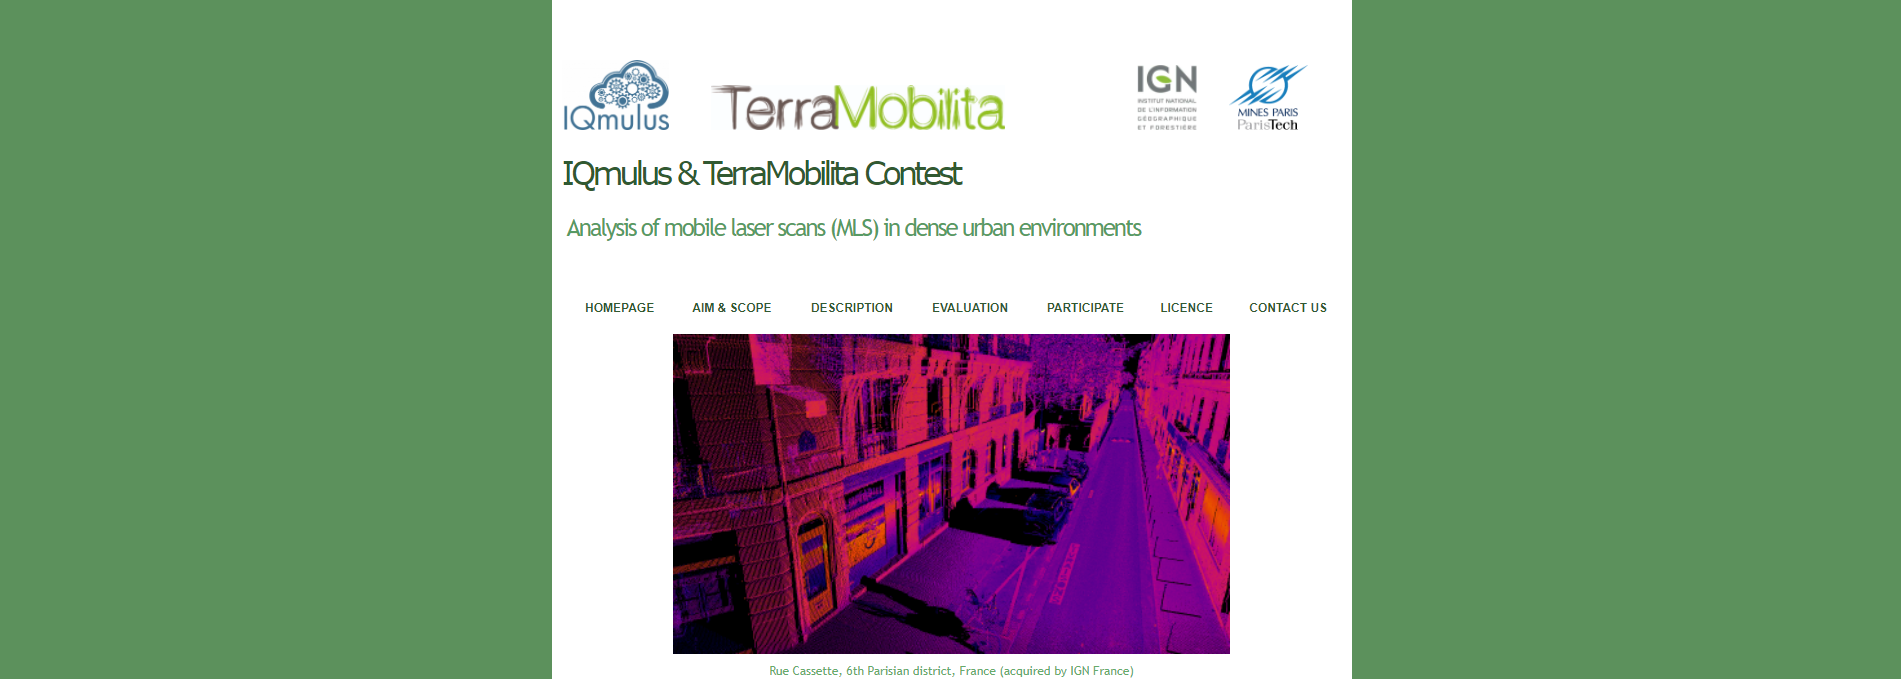 IQmulus
TerraMobilita
IGN
INSTITUT NATIONAL
DE L'INFORMATION
GÉOGRAPHIQUE
ET FORESTIÈRE
MINES PARIS
ParisTech
IQmulus & TerraMobilita Contest
Analysis of mobile laser scans (MLS) in dense urban environments
HOMEPAGE AIM & SCOPE DESCRIPTION EVALUATION PARTICIPATE LICENCE CONTACT US
Rue Cassette, 6th Parisian district, France (acquired by IGN France)